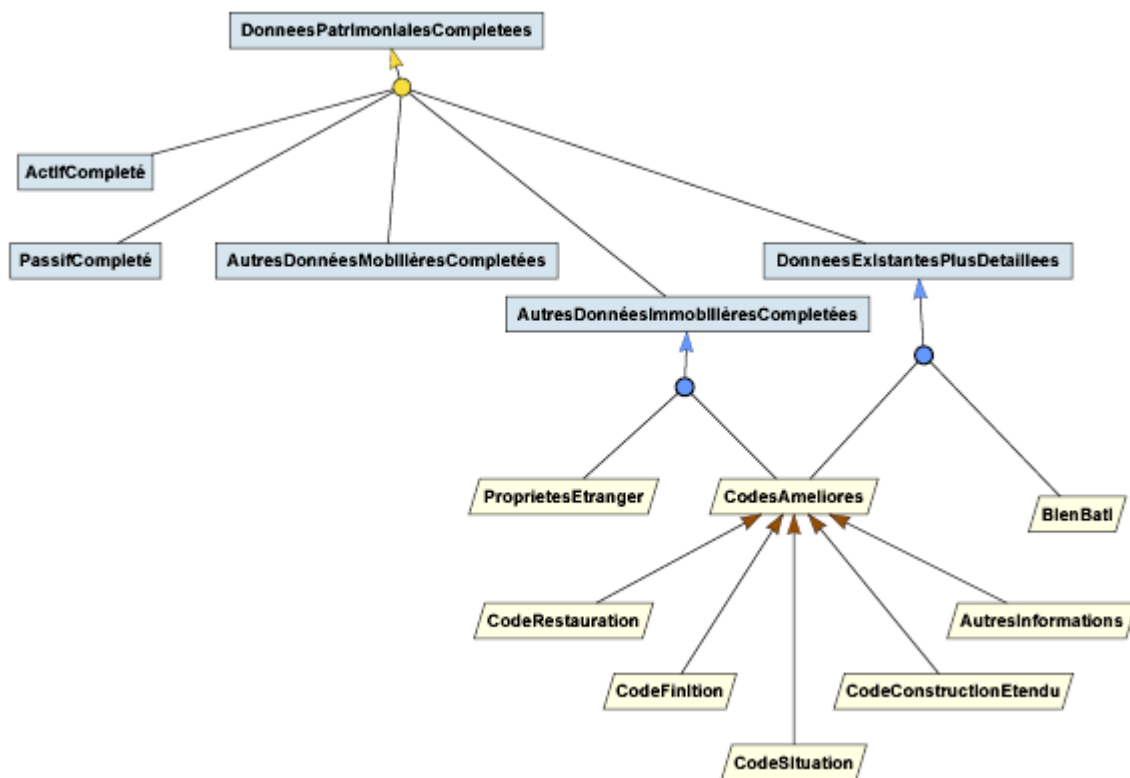 DonneesPatrimonialesCompletees
ActifCompleté
PassifCompleté
AutresDonnéesMobilièresCompletées
DonneesExistantesPlusDetaillees
AutresDonnéesImmobilièresCompletées
ProprietesEtranger
CodesAmeliores
BienBati
CodeRestauration
AutresInformations
CodeFinition
CodeConstructionEtendu
CodeSituation